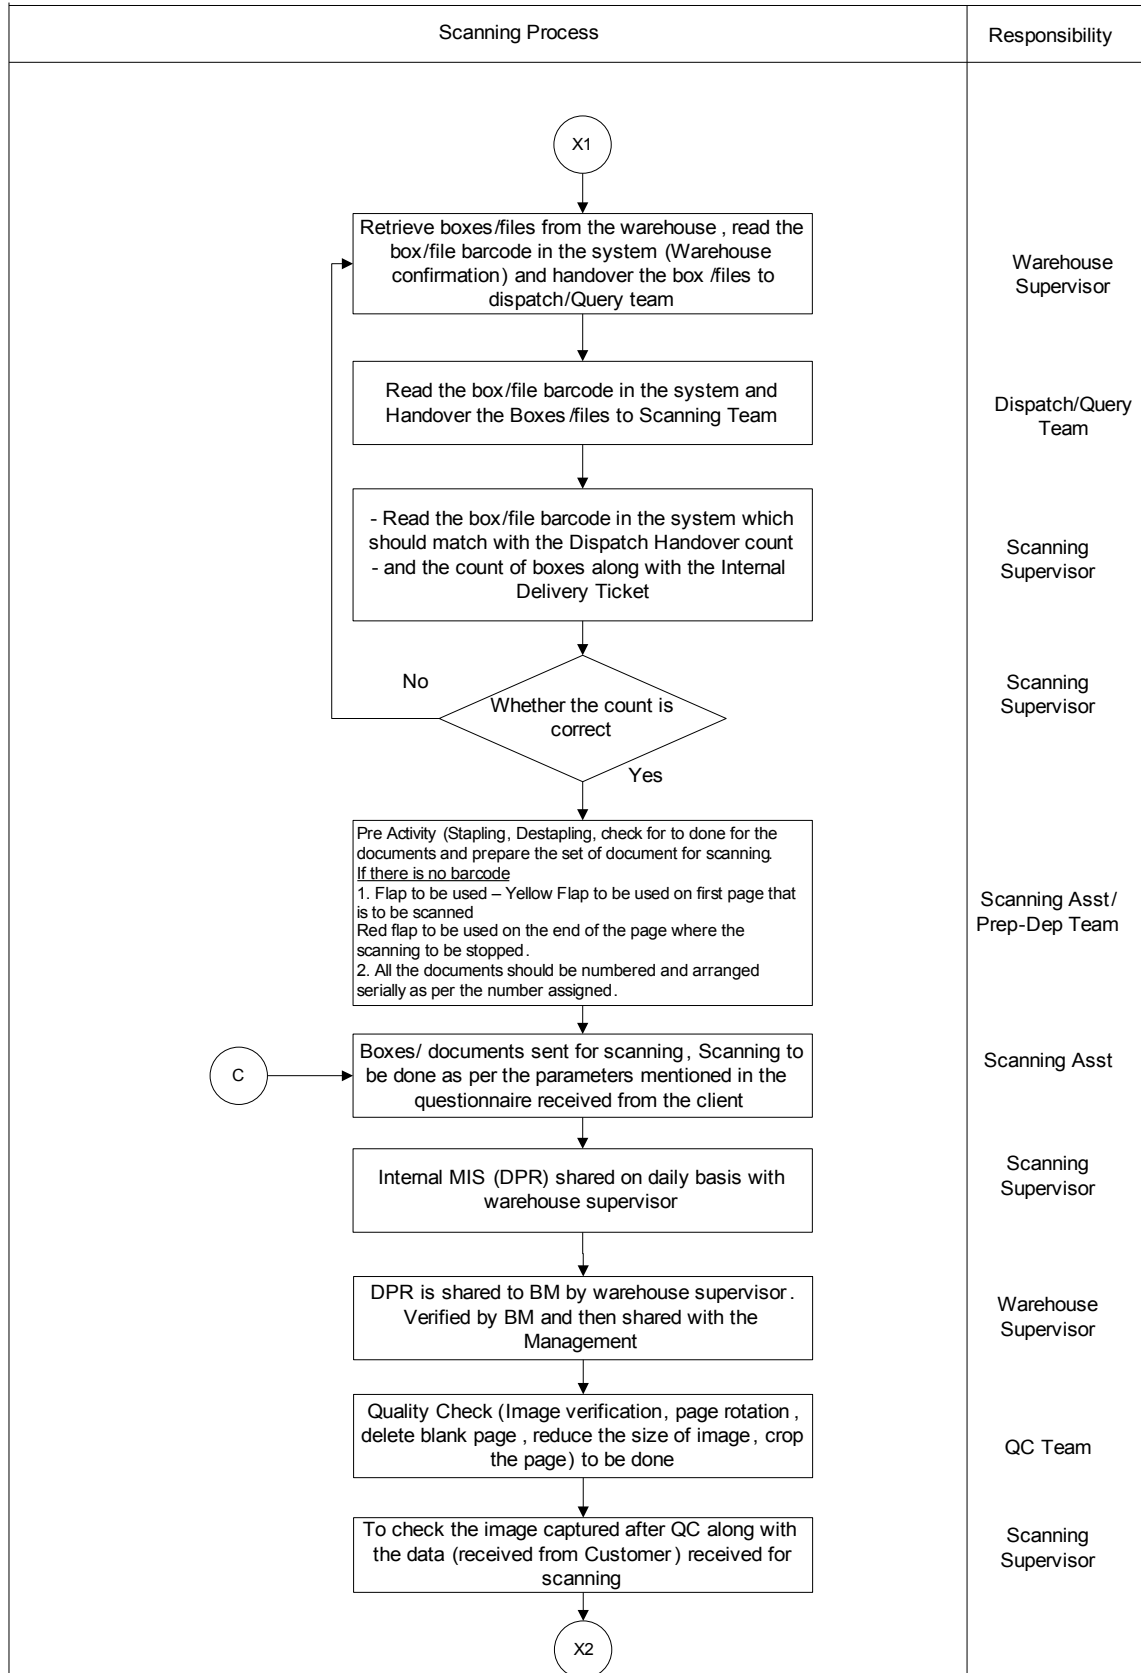 Scanning Process
Responsibility
X1
Retrieve boxes/files from the warehouse , read the
box/file barcode in the system (Warehouse
confirmation) and handover the box /files to
dispatch/Query team
Warehouse
Supervisor
Read the box/file barcode in the system and
Handover the Boxes /files to Scanning Team
Dispatch/Query
Team
- Read the box/file barcode in the system which
should match with the Dispatch Handover count
- and the count of boxes along with the Internal
Delivery Ticket
Scanning
Supervisor
No
Whether the count is
correct
Scanning
Supervisor
Yes
Pre Activity (Stapling, Destapling, check for to done for the
documents and prepare the set of document for scanning.
If there is no barcode
1. Flap to be used – Yellow Flap to be used on first page that
is to be scanned
Red flap to be used on the end of the page where the
scanning to be stopped .
2. All the documents should be numbered and arranged
serially as per the number assigned .
Scanning Asst /
Prep-Dep Team
C
Boxes/ documents sent for scanning , Scanning to
be done as per the parameters mentioned in the
questionnaire received from the client
Scanning Asst
Internal MIS (DPR) shared on daily basis with
warehouse supervisor
Scanning
Supervisor
DPR is shared to BM by warehouse supervisor .
Verified by BM and then shared with the
Management
Warehouse
Supervisor
Quality Check (Image verification, page rotation ,
delete blank page , reduce the size of image, crop
the page) to be done
QC Team
To check the image captured after QC along with
the data (received from Customer ) received for
scanning
Scanning
Supervisor
X2